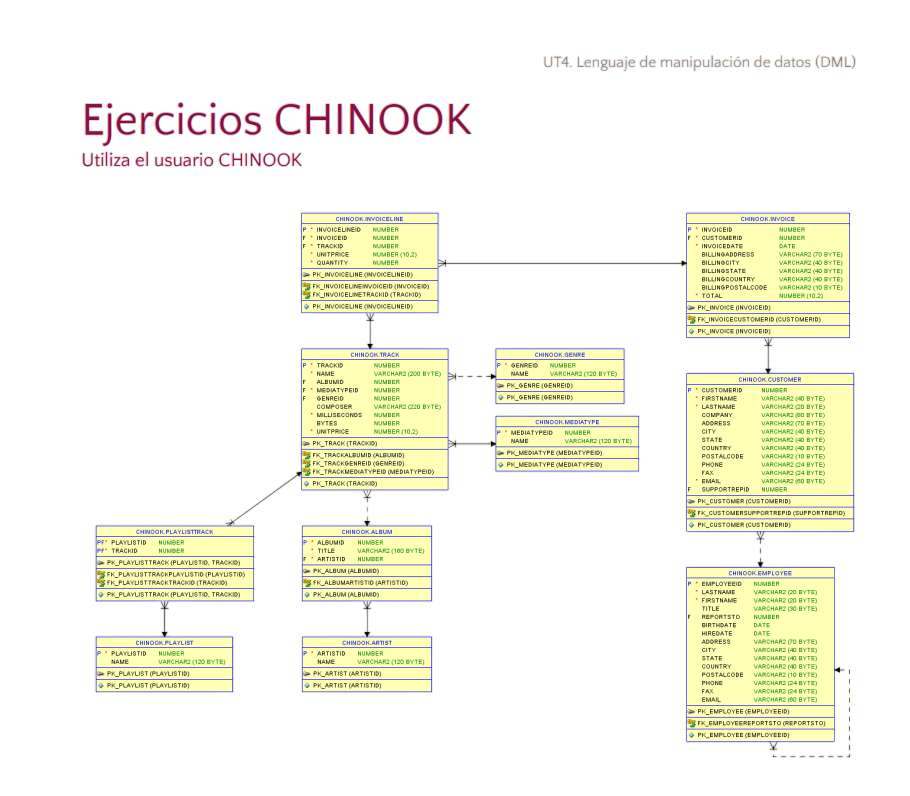 UT4. Lenguaje de manipulación de datos (DML)
Ejercicios CHINOOK
Utiliza el usuario CHINOOK
CHINOOK.INVOICELINE
P * INVOICELINEID NUMBER
F * INVOICEID NUMBER
F * TRACKID NUMBER
* UNITPRICE NUMBER (10,2)
* QUANTITY NUMBER
PK_INVOICELINE (INVOICELINEID)
FK_INVOICELINEINVOICEID (INVOICEID)
FK_INVOICELINETRACKID (TRACKID)
PK_INVOICELINE (INVOICELINEID)
CHINOOK.INVOICE
P * INVOICEID NUMBER
F * CUSTOMERID NUMBER
* INVOICEDATE DATE
BILLINGADDRESS VARCHAR2 (70 BYTE)
BILLINGCITY VARCHAR2 (40 BYTE)
BILLINGSTATE VARCHAR2 (40 BYTE)
BILLINGCOUNTRY VARCHAR2 (40 BYTE)
BILLINGPOSTALCODE VARCHAR2 (10 BYTE)
* TOTAL NUMBER (10,2)
PK_INVOICE (INVOICEID)
FK_INVOICECUSTOMERID (CUSTOMERID)
PK_INVOICE (INVOICEID)
CHINOOK.TRACK
P * TRACKID NUMBER
* NAME VARCHAR2 (200 BYTE)
F ALBUMID NUMBER
F * MEDIATYPEID NUMBER
F GENREID NUMBER
COMPOSER VARCHAR2 (220 BYTE)
* MILLISECONDS NUMBER
BYTES NUMBER
* UNITPRICE NUMBER (10,2)
PK_TRACK (TRACKID)
FK_TRACKALBUMID (ALBUMID)
FK_TRACKGENREID (GENREID)
FK_TRACKMEDIATYPEID (MEDIATYPEID)
PK_TRACK (TRACKID)
CHINOOK.GENRE
P * GENREID NUMBER
NAME VARCHAR2 (120 BYTE)
PK_GENRE (GENREID)
PK_GENRE (GENREID)
CHINOOK.MEDIATYPE
P * MEDIATYPEID NUMBER
NAME VARCHAR2 (120 BYTE)
PK_MEDIATYPE (MEDIATYPEID)
PK_MEDIATYPE (MEDIATYPEID)
CHINOOK.CUSTOMER
P * CUSTOMERID NUMBER
* FIRSTNAME VARCHAR2 (40 BYTE)
* LASTNAME VARCHAR2 (20 BYTE)
COMPANY VARCHAR2 (80 BYTE)
ADDRESS VARCHAR2 (70 BYTE)
CITY VARCHAR2 (40 BYTE)
STATE VARCHAR2 (40 BYTE)
COUNTRY VARCHAR2 (40 BYTE)
POSTALCODE VARCHAR2 (10 BYTE)
PHONE VARCHAR2 (24 BYTE)
FAX VARCHAR2 (24 BYTE)
* EMAIL VARCHAR2 (60 BYTE)
F SUPPORTREPID NUMBER
PK_CUSTOMER (CUSTOMERID)
FK_CUSTOMERSUPPORTREPID (SUPPORTREPID)
PK_CUSTOMER (CUSTOMERID)
CHINOOK.PLAYLISTTRACK
PF* PLAYLISTID NUMBER
PF* TRACKID NUMBER
PK_PLAYLISTTRACK (PLAYLISTID, TRACKID)
FK_PLAYLISTTRACKPLAYLISTID (PLAYLISTID)
FK_PLAYLISTTRACKTRACKID (TRACKID)
PK_PLAYLISTTRACK (PLAYLISTID, TRACKID)
CHINOOK.ALBUM
P * ALBUMID NUMBER
* TITLE VARCHAR2 (160 BYTE)
F * ARTISTID NUMBER
PK_ALBUM (ALBUMID)
FK_ALBUMARTISTID (ARTISTID)
PK_ALBUM (ALBUMID)
CHINOOK.EMPLOYEE
P * EMPLOYEEID NUMBER
* LASTNAME VARCHAR2 (20 BYTE)
* FIRSTNAME VARCHAR2 (20 BYTE)
TITLE VARCHAR2 (30 BYTE)
F REPORTSTO NUMBER
BIRTHDATE DATE
HIREDATE DATE
ADDRESS VARCHAR2 (70 BYTE)
CITY VARCHAR2 (40 BYTE)
STATE VARCHAR2 (40 BYTE)
COUNTRY VARCHAR2 (40 BYTE)
POSTALCODE VARCHAR2 (10 BYTE)
PHONE VARCHAR2 (24 BYTE)
FAX VARCHAR2 (24 BYTE)
EMAIL VARCHAR2 (60 BYTE)
PK_EMPLOYEE (EMPLOYEEID)
FK_EMPLOYEEREPORTSTO (REPORTSTO)
PK_EMPLOYEE (EMPLOYEEID)
CHINOOK.PLAYLIST
P * PLAYLISTID NUMBER
NAME VARCHAR2 (120 BYTE)
PK_PLAYLIST (PLAYLISTID)
PK_PLAYLIST (PLAYLISTID)
CHINOOK.ARTIST
P * ARTISTID NUMBER
NAME VARCHAR2 (120 BYTE)
PK_ARTIST (ARTISTID)
PK_ARTIST (ARTISTID)